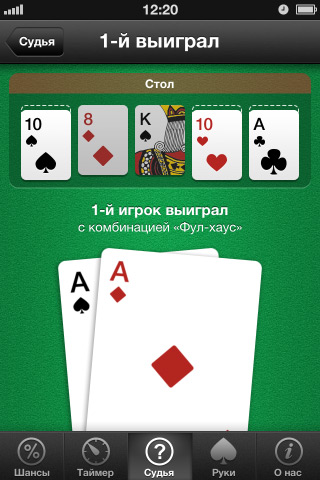 12:20
Судья
1-й выиграл
Стол
10 8 K 10 A
1-й игрок выиграл
с комбинацией «Фул-хаус»
A A
Шансы Таймер Судья Руки О нас